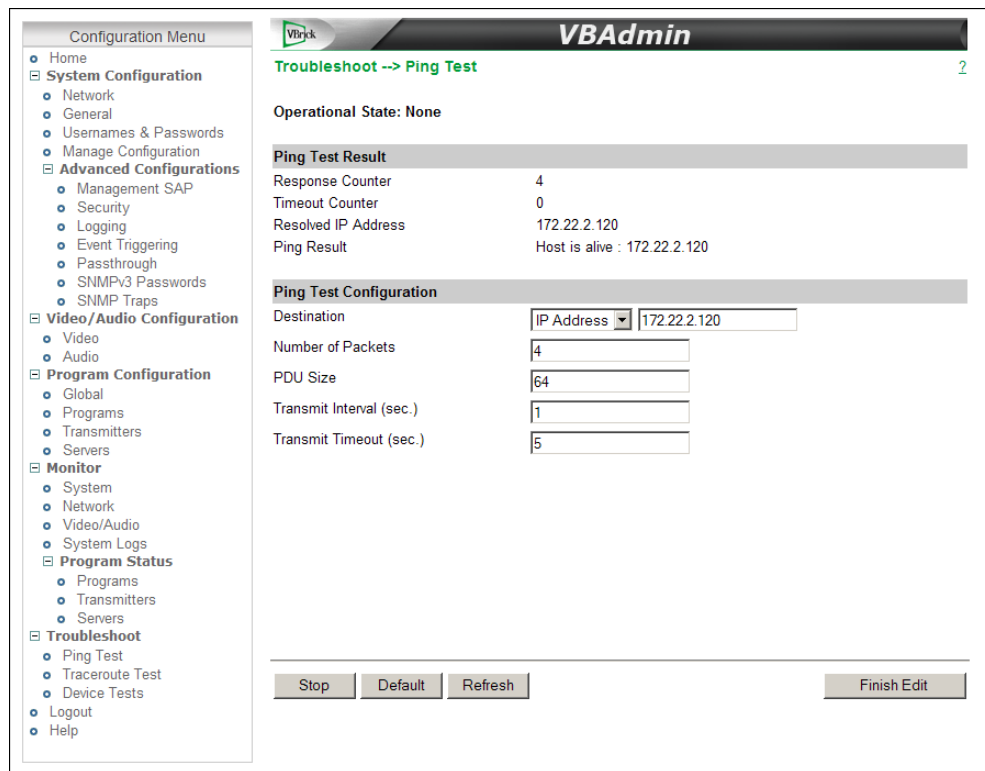 Configuration Menu
Home
System Configuration
Network
General
Usernames & Passwords
Manage Configuration
Advanced Configurations
Management SAP
Security
Logging
Event Triggering
Passthrough
SNMPv3 Passwords
SNMP Traps
Video/Audio Configuration
Video
Audio
Program Configuration
Global
Programs
Transmitters
Servers
Monitor
System
Network
Video/Audio
System Logs
Program Status
Programs
Transmitters
Servers
Troubleshoot
Ping Test
Traceroute Test
Device Tests
Logout
Help
VBrick
VBAdmin
Troubleshoot --> Ping Test ?
Operational State: None
Ping Test Result
Response Counter 4
Timeout Counter 0
Resolved IP Address 172.22.2.120
Ping Result Host is alive : 172.22.2.120
Ping Test Configuration
Destination IP Address 172.22.2.120
Number of Packets 4
PDU Size 64
Transmit Interval (sec.) 1
Transmit Timeout (sec.) 5
Stop Default Refresh Finish Edit